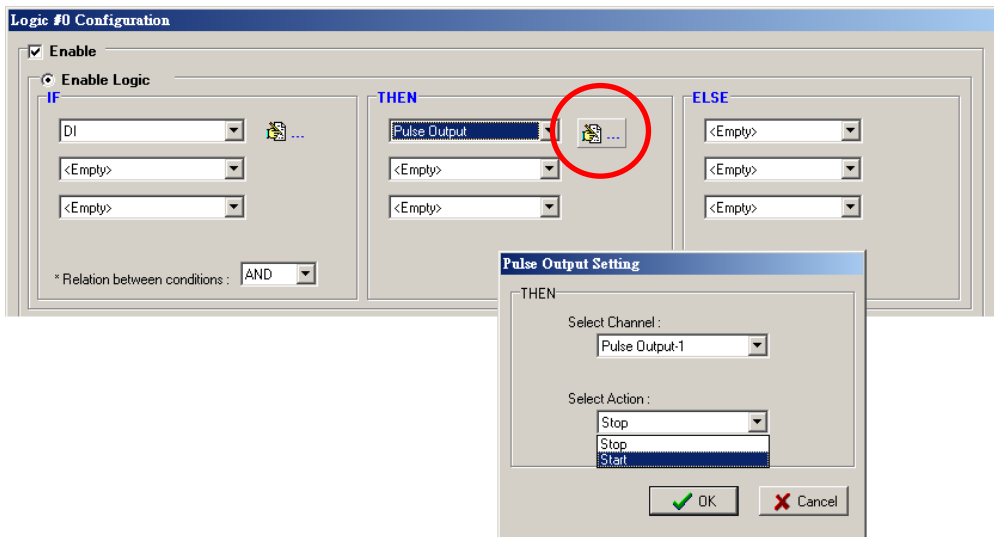 Logic #0 Configuration
Enable
Enable Logic
IF
DI
...
<Empty>
<Empty>
* Relation between conditions :
AND
THEN
Pulse Output
...
<Empty>
<Empty>
ELSE
<Empty>
<Empty>
<Empty>
Pulse Output Setting
THEN
Select Channel :
Pulse Output-1
Select Action :
Stop
Stop
Start
OK
Cancel